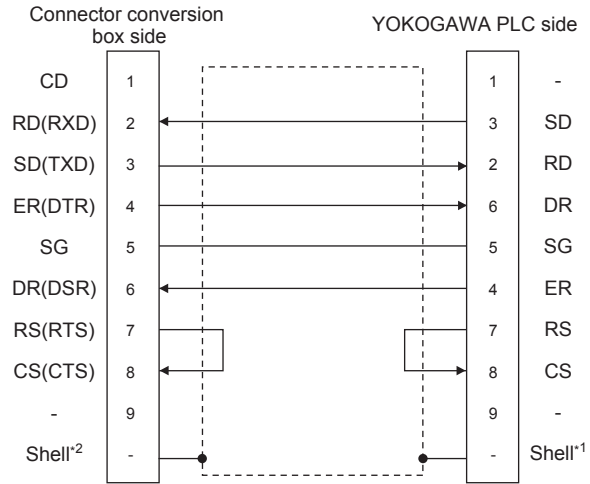 Connector conversion
box side
YOKOGAWA PLC side
CD 1 1 -
RD(RXD) 2 3 SD
SD(TXD) 3 2 RD
ER(DTR) 4 6 DR
SG 5 5 SG
DR(DSR) 6 4 ER
RS(RTS) 7 7 RS
CS(CTS) 8 8 CS
- 9 9 -
Shell*2 - - Shell*1